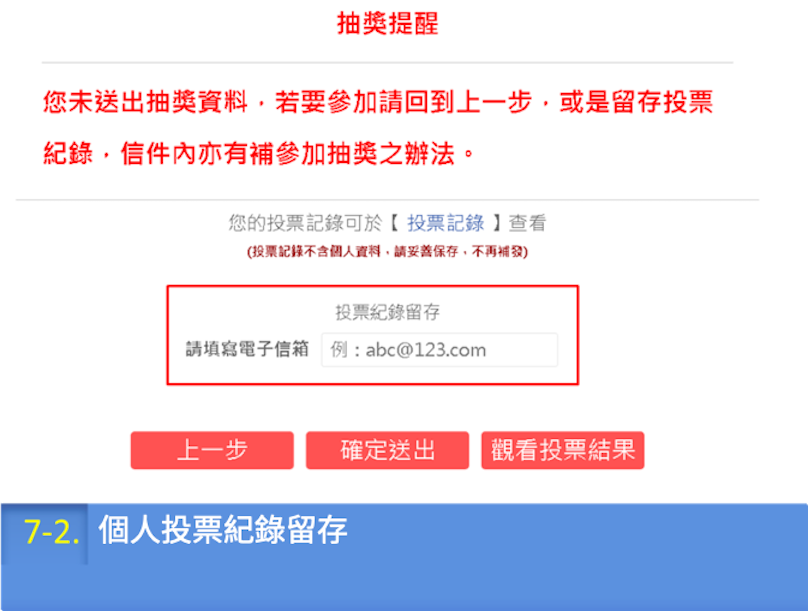 抽獎提醒
您未送出抽獎資料，若要參加請回到上一步，或是留存投票
紀錄，信件內亦有補參加抽獎之辦法。
您的投票記錄可於【 投票記錄 】查看
(投票記錄不含個人資料，請妥善保存，不再補發)
投票紀錄留存
請填寫電子信箱 例：abc@123.com
上一步 確定送出 觀看投票結果
7-2. 個人投票紀錄留存